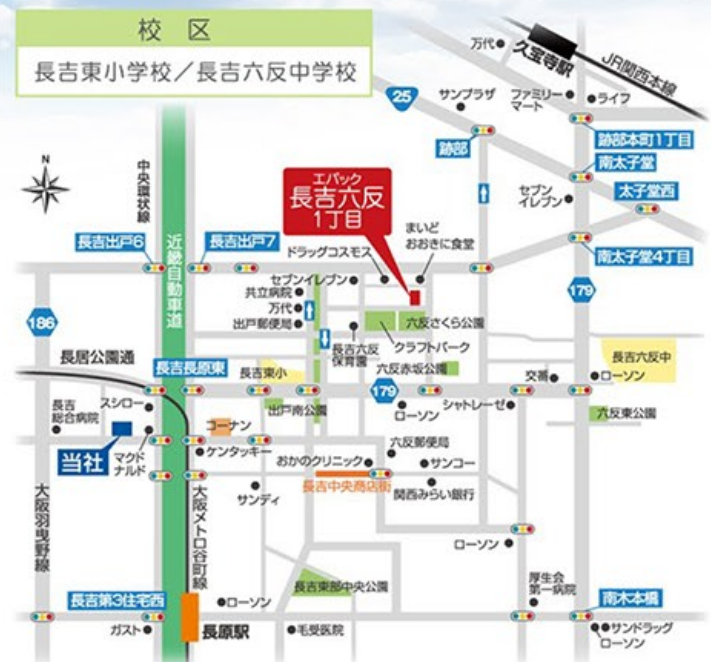 校 区
長吉東小学校／長吉六反中学校
万代
久宝寺駅
JR関西本線
25
サンプラザ
ファミリー
マート
ライフ
跡部
跡部本町1丁目
南太子堂
N
中央環状線
エバック
長吉六反
1丁目
セブン
イレブン
太子堂西
長吉出戸6
近畿自動車道
長吉出戸7
ドラッグコスモス
まいど
おおきに食堂
南太子堂4丁目
セブンイレブン
共立病院
179
186
万代
出戸郵便局
六反さくら公園
長吉六反
保育園
クラフトパーク
長居公園通
長吉長原東
長吉東小
六反赤坂公園
長吉六反中
交番
ローソン
179
長吉
総合病院
スシロー
出戸南公園
ローソン
シャトレーゼ
六反東公園
コーナン
当社
マクド
ナルド
ケンタッキー
六反郵便局
おかのクリニック
サンコー
長吉中央商店街
関西みらい銀行
サンディ
大阪羽曳野線
大阪メトロ谷町線
ローソン
長吉東部中央公園
厚生会
第一病院
長吉第3住宅西
ローソン
南木本橋
ガスト
長原駅
毛受医院
サンドラッグ
ローソン